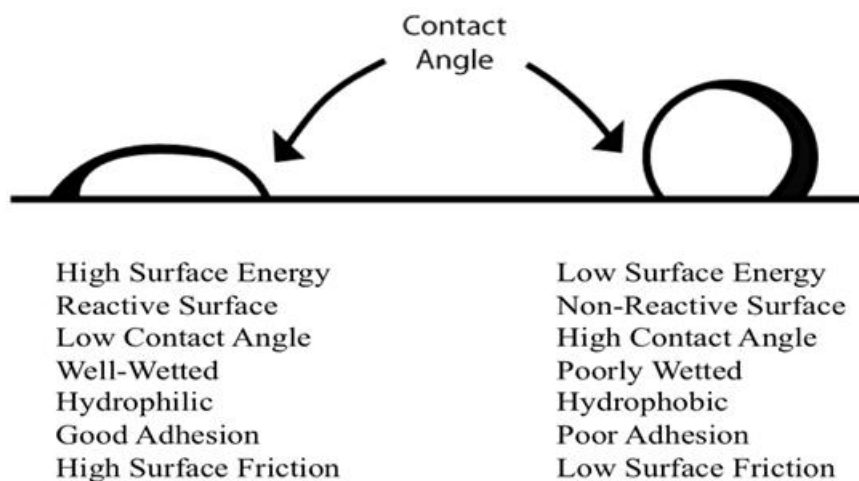 Contact
Angle
High Surface Energy
Reactive Surface
Low Contact Angle
Well-Wetted
Hydrophilic
Good Adhesion
High Surface Friction
Low Surface Energy
Non-Reactive Surface
High Contact Angle
Poorly Wetted
Hydrophobic
Poor Adhesion
Low Surface Friction